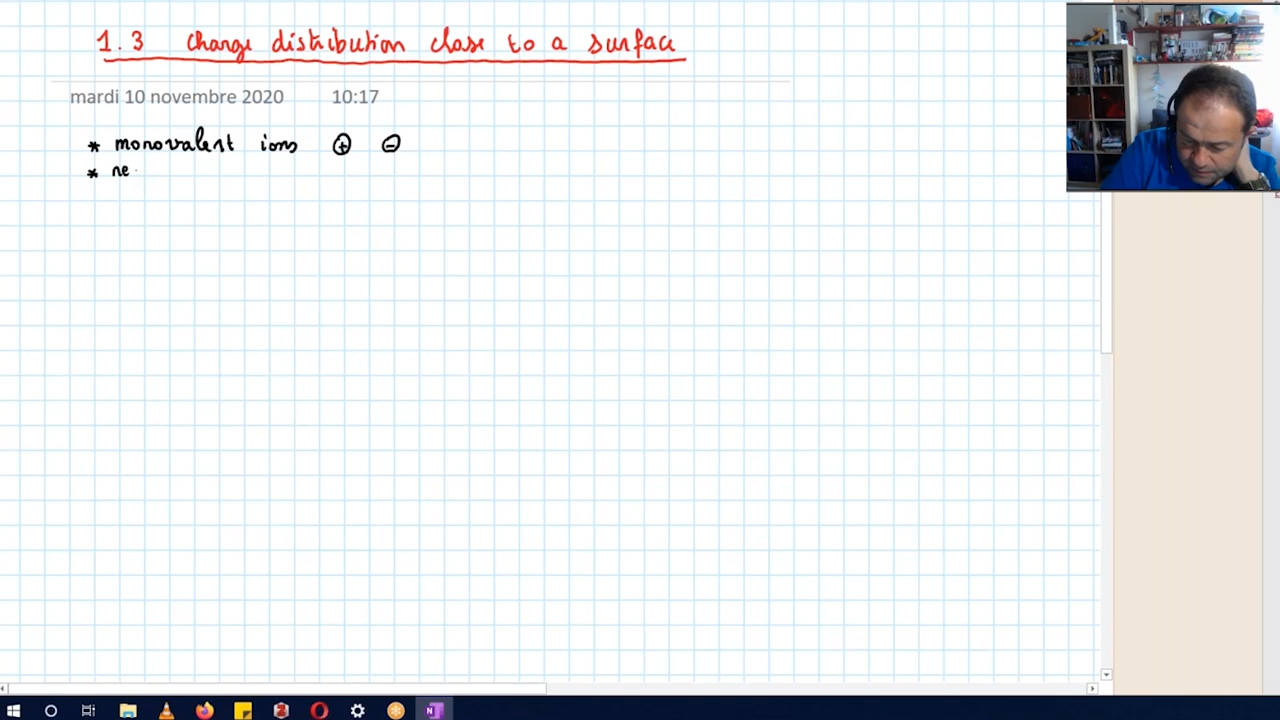 1.3 Charge distribution close to a surface
mardi 10 novembre 2020 10:17
* monovalent ions ⊕ ⊖
* ne